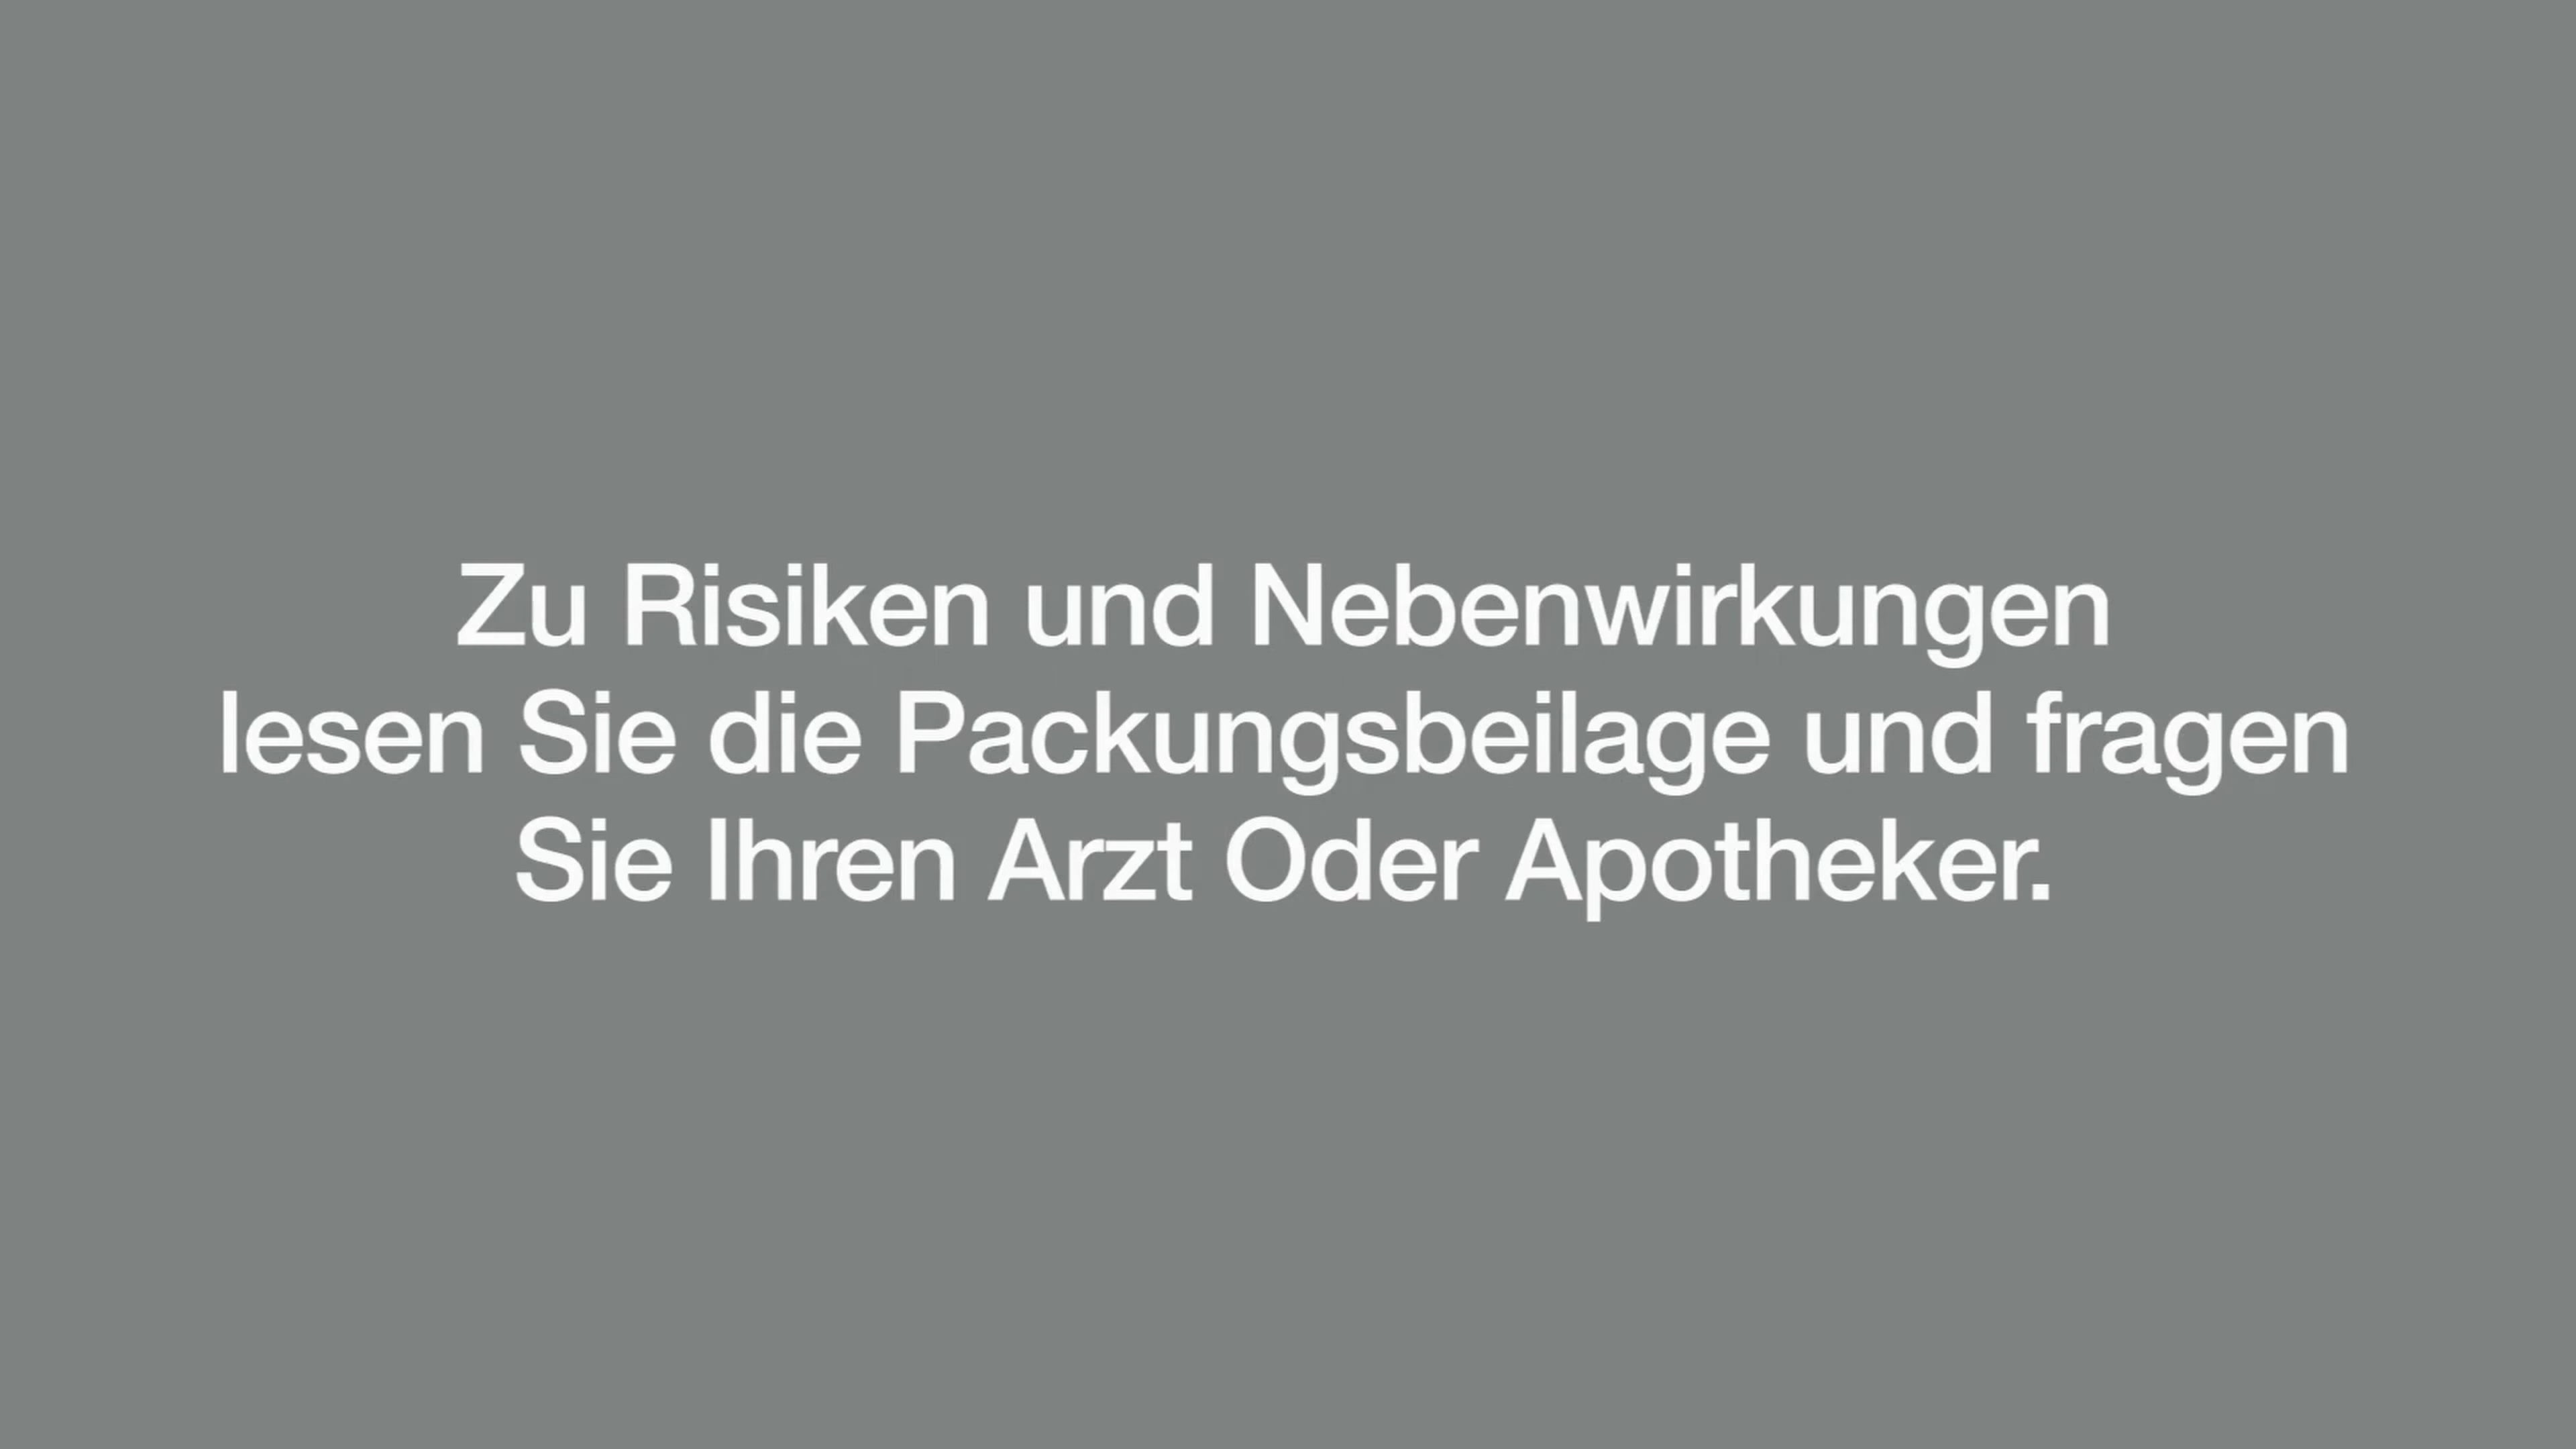 Zu Risiken und Nebenwirkungen
lesen Sie die Packungsbeilage und fragen
Sie Ihren Arzt Oder Apotheker.